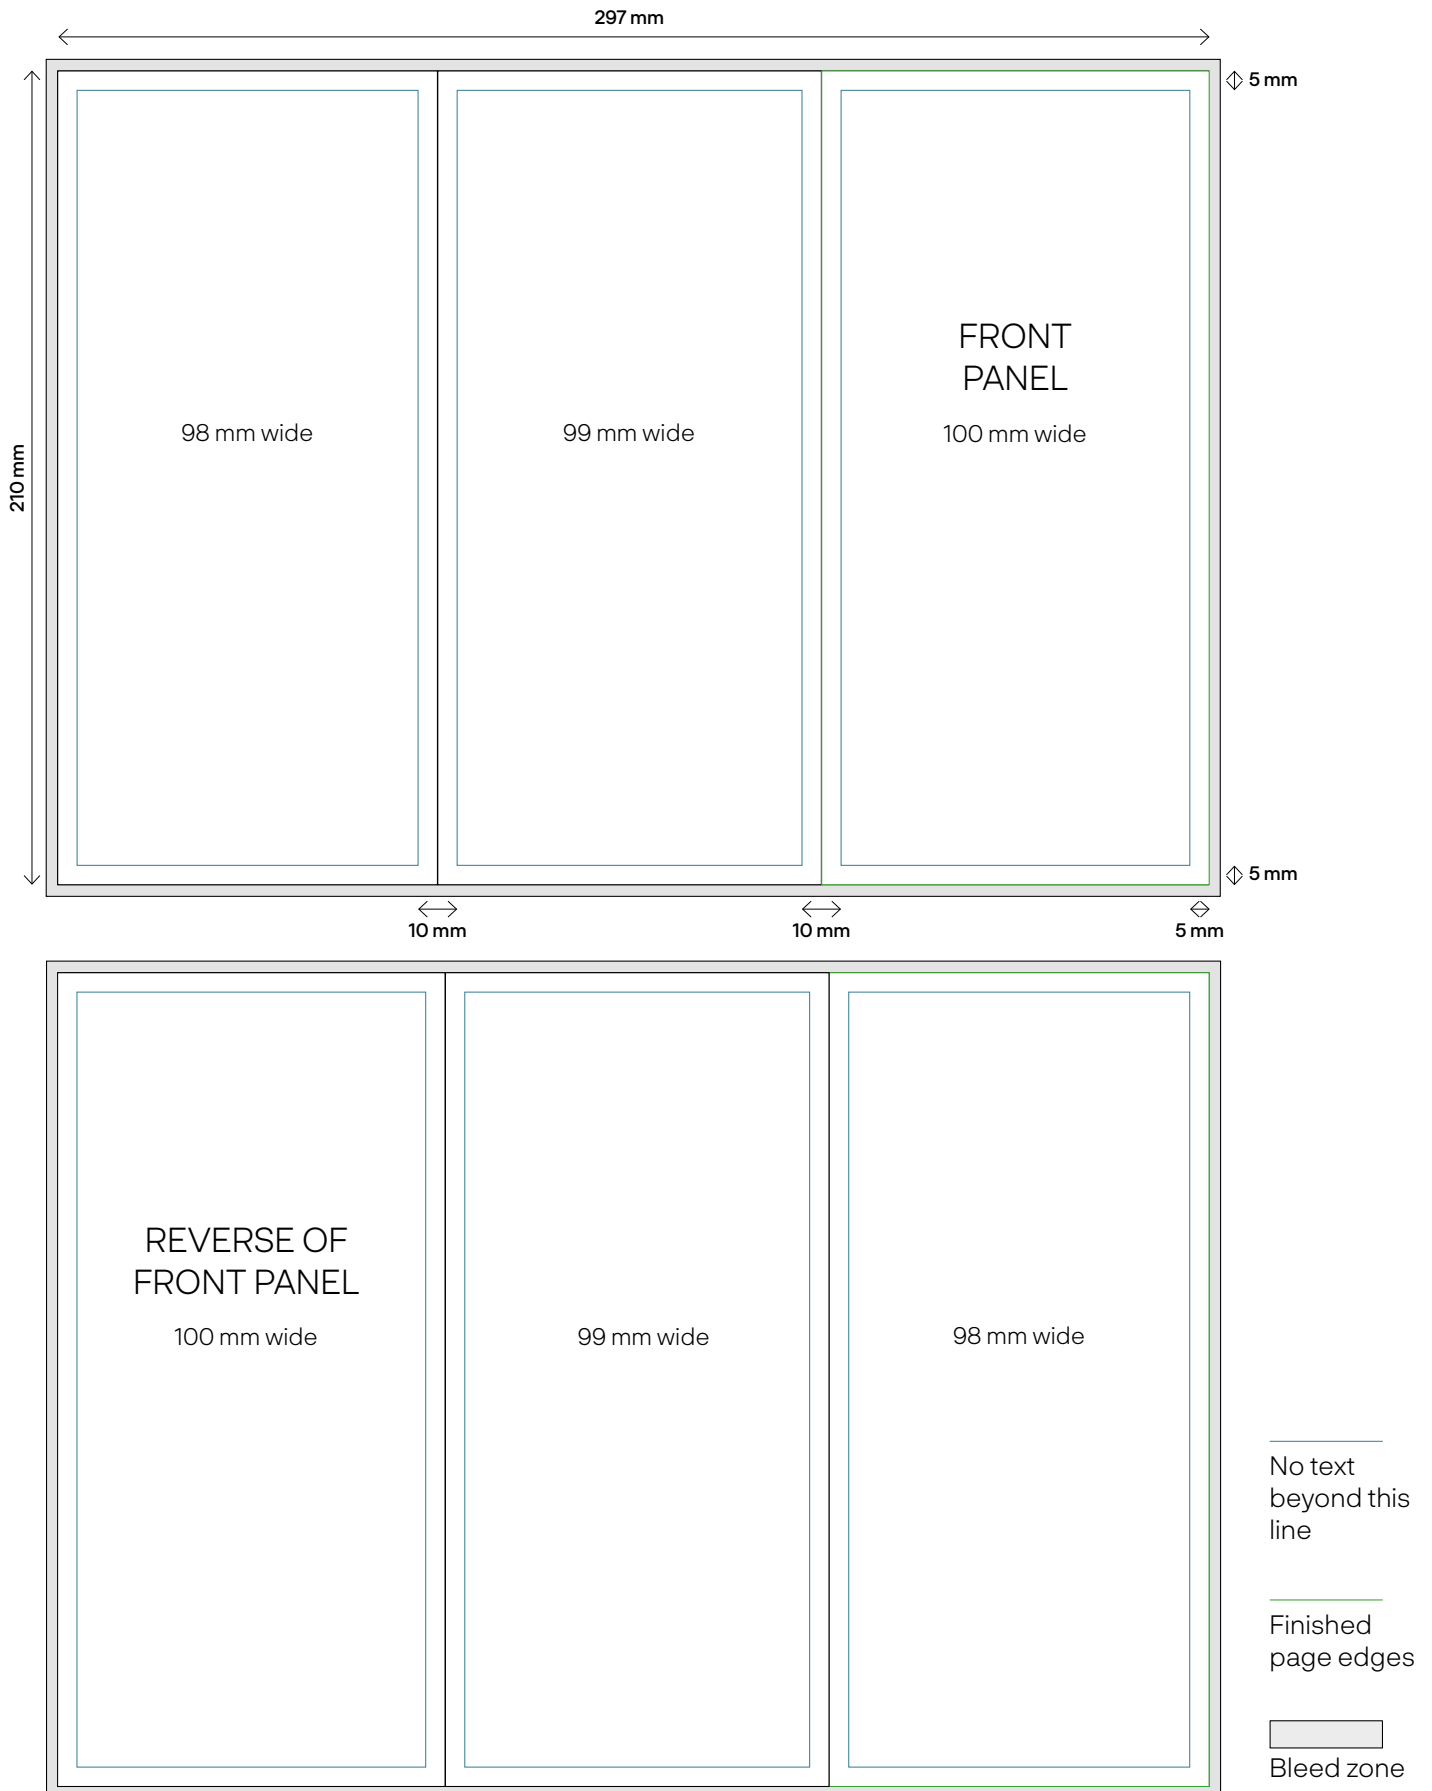 297 mm
5 mm
FRONT
PANEL
98 mm wide
99 mm wide
100 mm wide
210 mm
5 mm
10 mm
10 mm
5 mm
REVERSE OF
FRONT PANEL
100 mm wide
99 mm wide
98 mm wide
No text
beyond this
line
Finished
page edges
Bleed zone